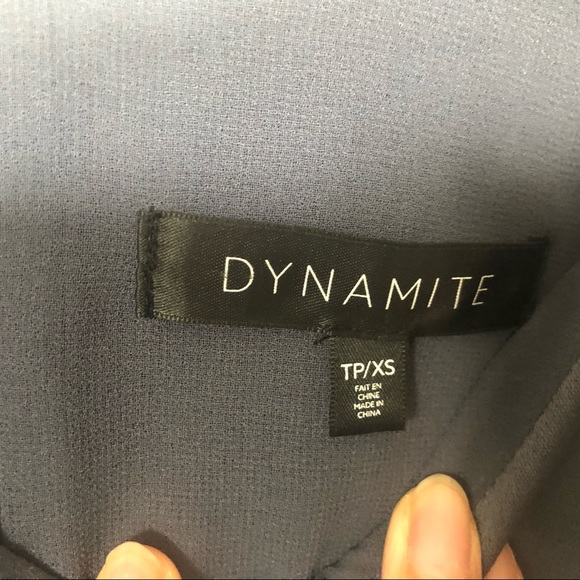 DYNAMITE
TP/XS
FAIT EN
CHINE
MADE IN
CHINA